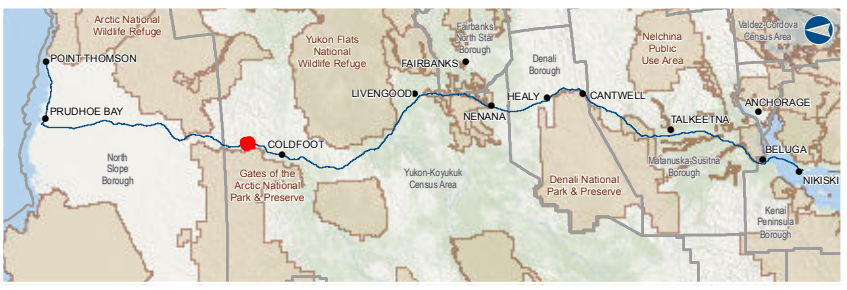 Arctic National
Wildlife Refuge
POINT THOMSON
PRUDHOE BAY
North
Slope
Borough
COLDFOOT
Gates of the
Arctic National
Park & Preserve
Yukon Flats
National
Wildlife Refuge
LIVENGOOD
Yukon-Koyukuk
Census Area
Fairbanks
North Star
Borough
FAIRBANKS
NENANA
Denali
Borough
HEALY
CANTWELL
Denali National
Park & Preserve
Nelchina
Public
Use Area
TALKEETNA
Matanuska-Susitna
Borough
Valdez-Cordova
Census Area
ANCHORAGE
BELUGA
NIKISKI
Kenai
Peninsula
Borough